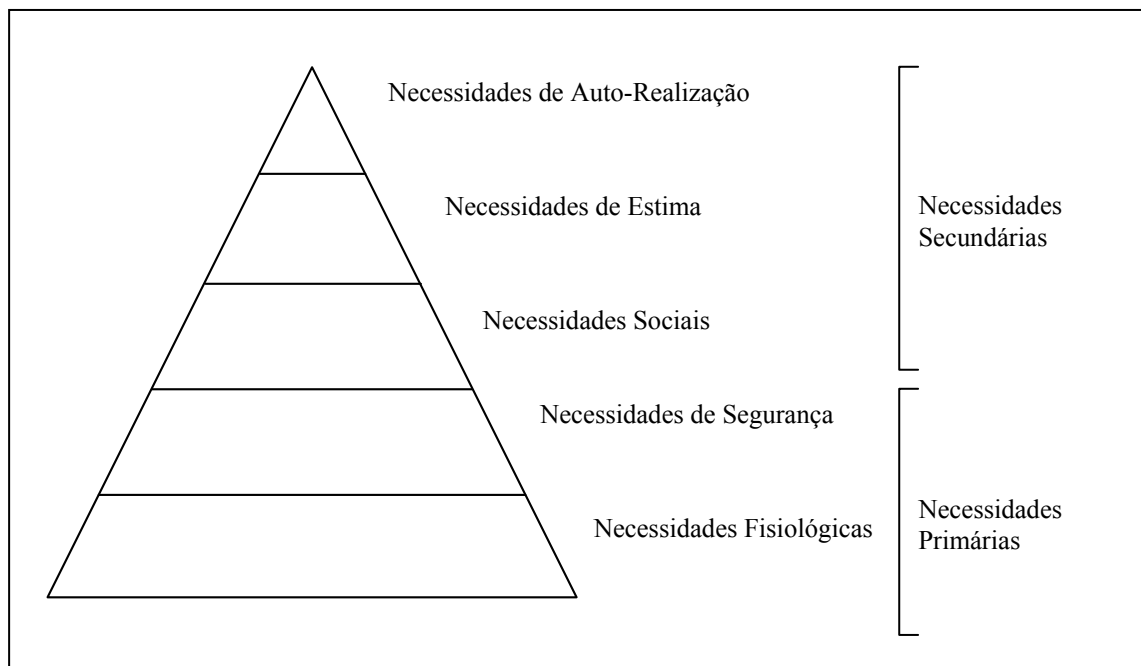 Necessidades de Auto-Realização
Necessidades de Estima
Necessidades Sociais
Necessidades de Segurança
Necessidades Fisiológicas
Necessidades
Secundárias
Necessidades
Primárias